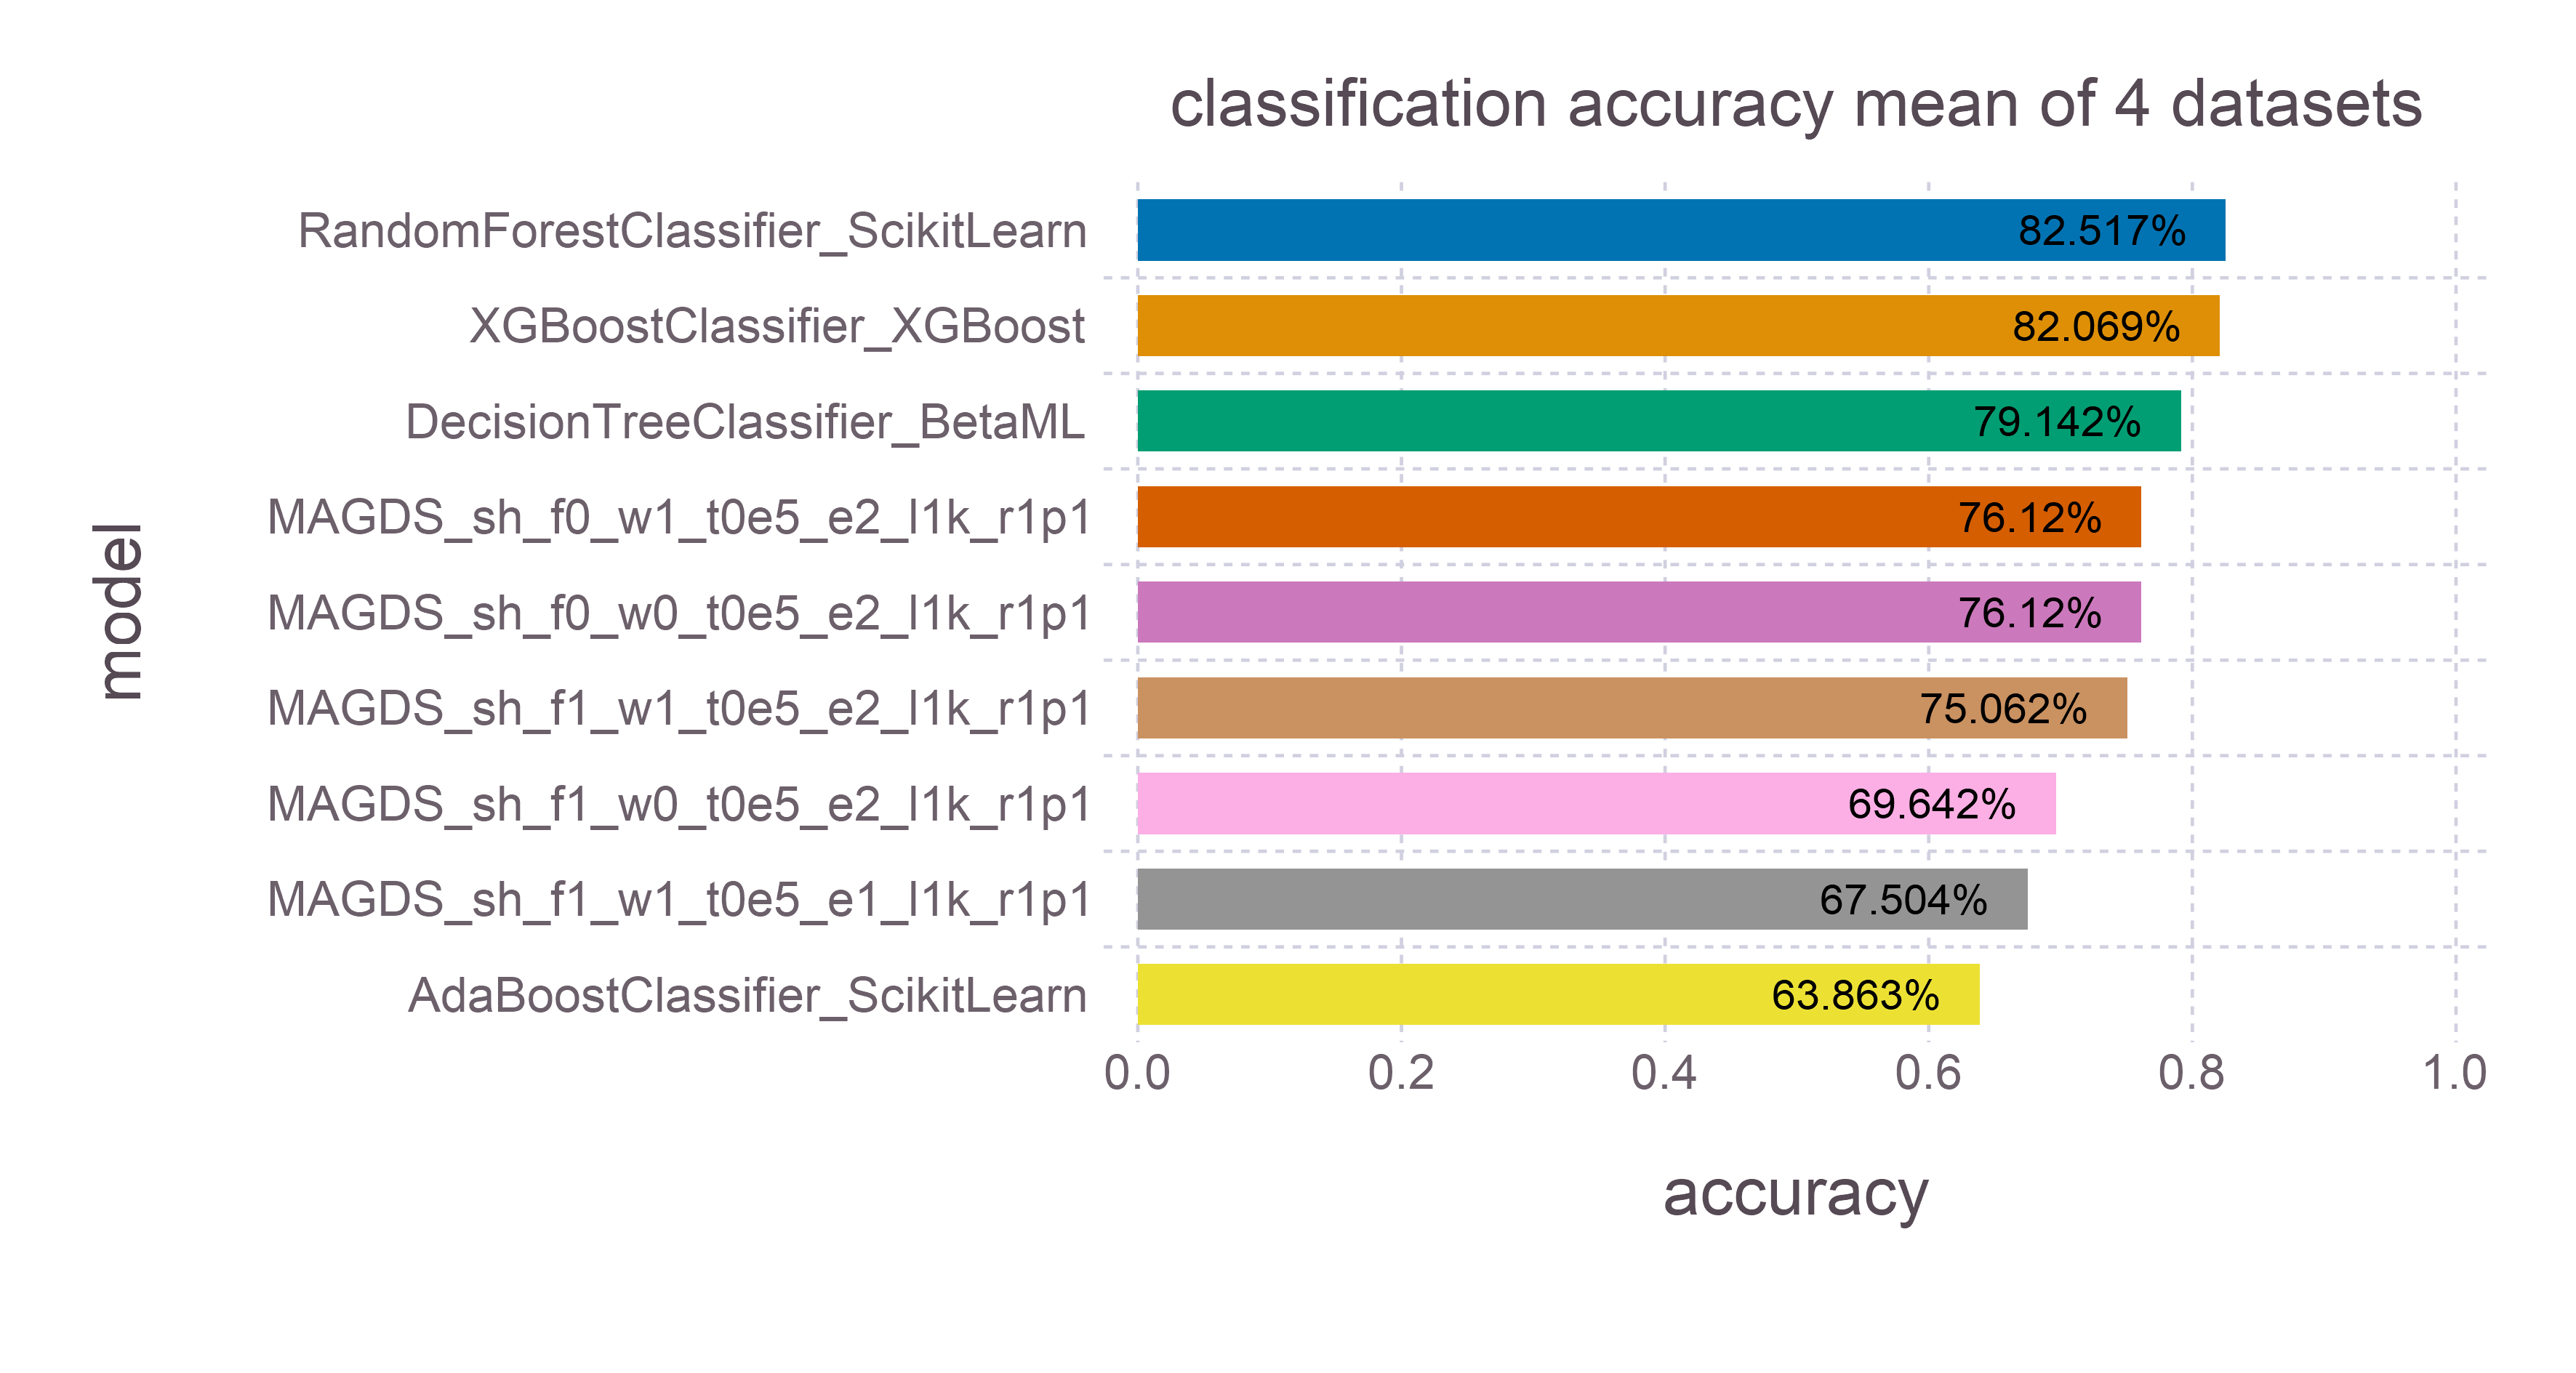 classification accuracy mean of 4 datasets
model
RandomForestClassifier_ScikitLearn 82.517%
XGBoostClassifier_XGBoost 82.069%
DecisionTreeClassifier_BetaML 79.142%
MAGDS_sh_f0_w1_t0e5_e2_l1k_r1p1 76.12%
MAGDS_sh_f0_w0_t0e5_e2_l1k_r1p1 76.12%
MAGDS_sh_f1_w1_t0e5_e2_l1k_r1p1 75.062%
MAGDS_sh_f1_w0_t0e5_e2_l1k_r1p1 69.642%
MAGDS_sh_f1_w1_t0e5_e1_l1k_r1p1 67.504%
AdaBoostClassifier_ScikitLearn 63.863%
0.0 0.2 0.4 0.6 0.8 1.0
accuracy